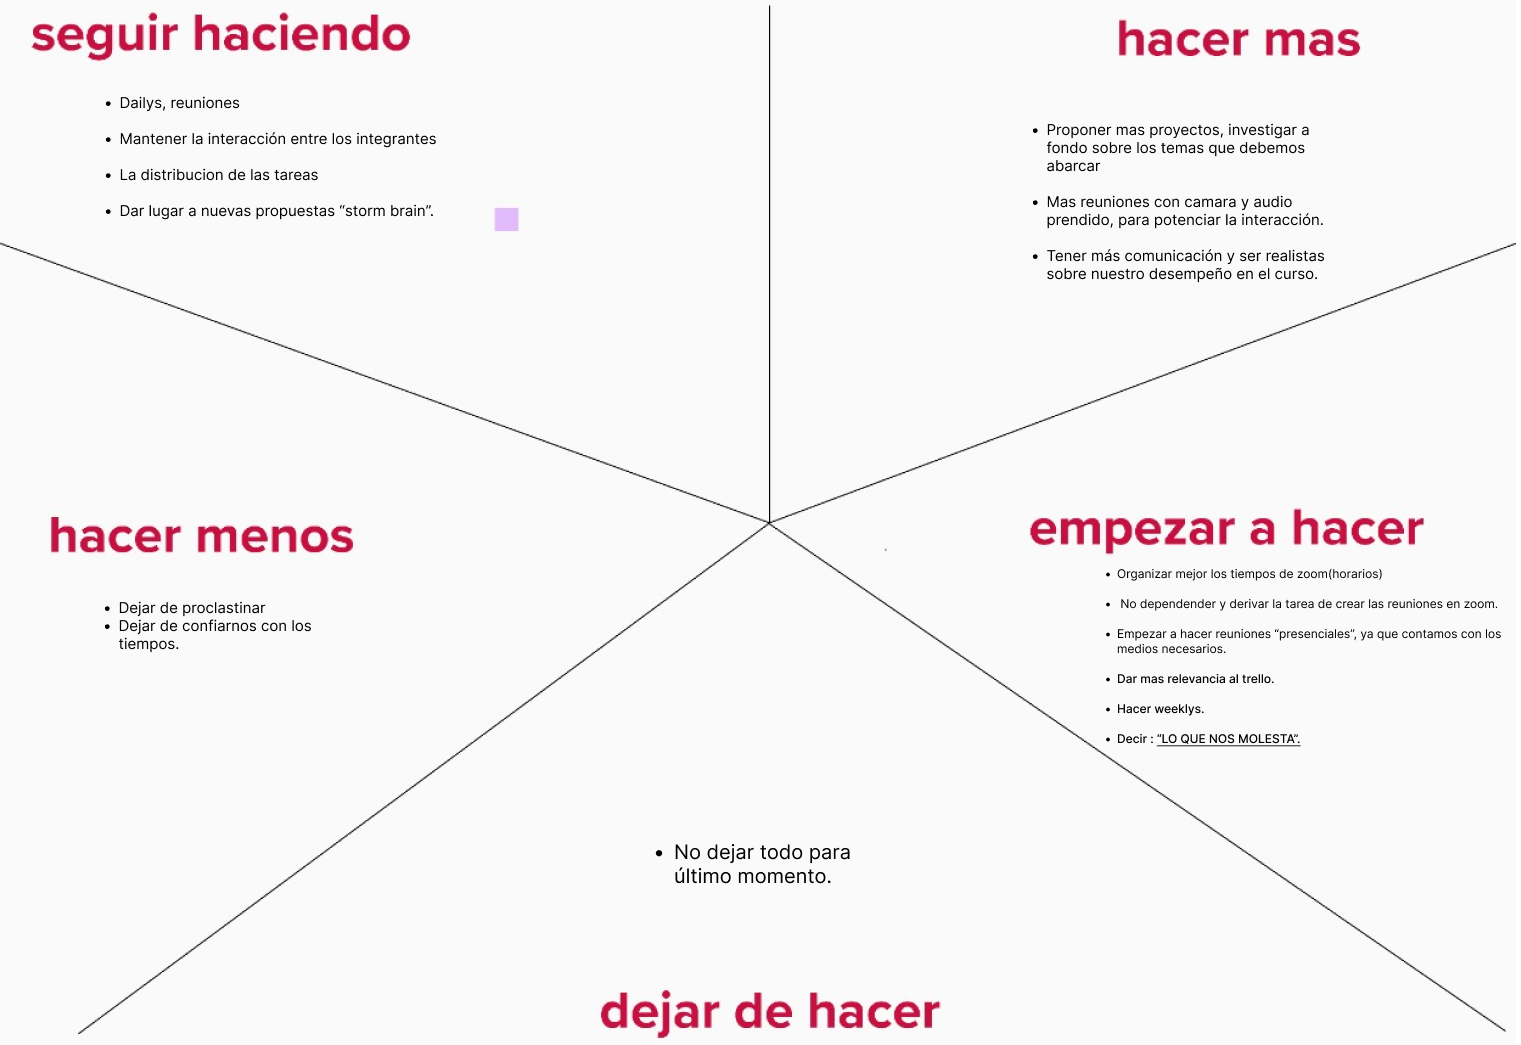 seguir haciendo
• Dailys, reuniones
• Mantener la interacción entre los integrantes
• La distribucion de las tareas
• Dar lugar a nuevas propuestas “storm brain”.
hacer mas
• Proponer mas proyectos, investigar a
fondo sobre los temas que debemos
abarcar
• Mas reuniones con camara y audio
prendido, para potenciar la interacción.
• Tener más comunicación y ser realistas
sobre nuestro desempeño en el curso.
hacer menos
• Dejar de proclastinar
• Dejar de confiarnos con los
tiempos.
empezar a hacer
• Organizar mejor los tiempos de zoom(horarios)
• No dependender y derivar la tarea de crear las reuniones en zoom.
• Empezar a hacer reuniones “presenciales”, ya que contamos con los
medios necesarios.
• Dar mas relevancia al trello.
• Hacer weeklys.
• Decir : “LO QUE NOS MOLESTA”.
• No dejar todo para
último momento.
dejar de hacer